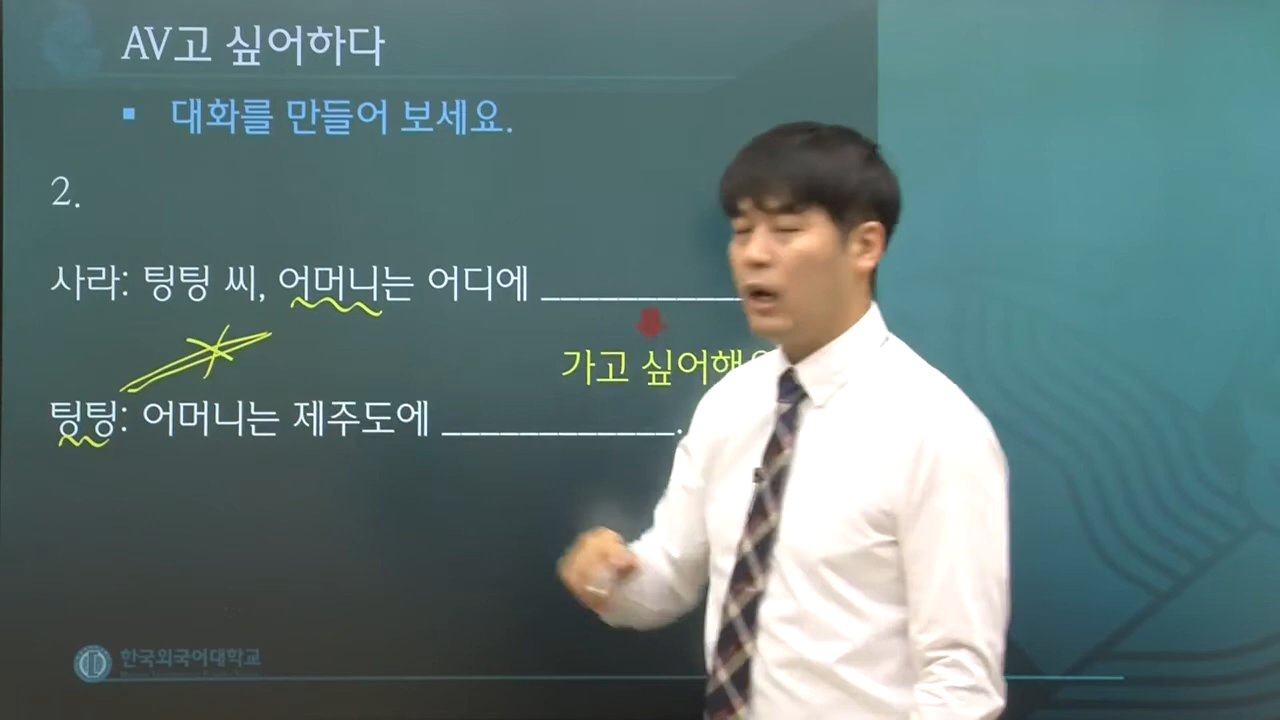 AV고 싶어하다
▪ 대화를 만들어 보세요.
2.
사라: 팅팅 씨, 어머니는 어디에 ___________
가고 싶어해
팅팅: 어머니는 제주도에 ____________.
한국외국어대학교